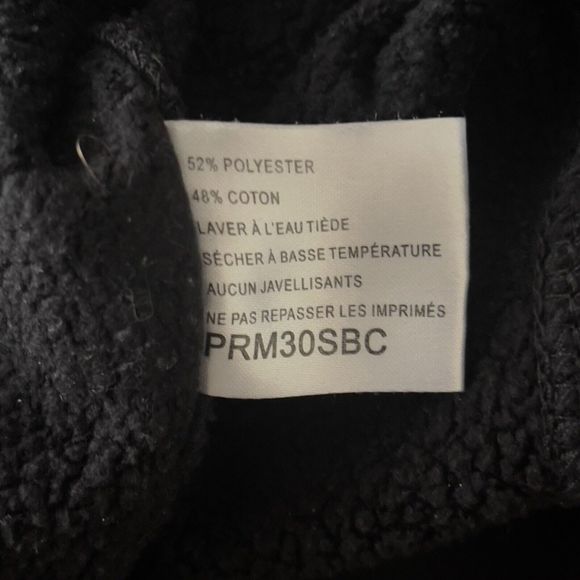 52% POLYESTER
48% COTON
LAVER À L'EAU TIÈDE
SÉCHER À BASSE TEMPÉRATURE
AUCUN JAVELLISANTS
NE PAS REPASSER LES IMPRIMÉS
PRM30SBC